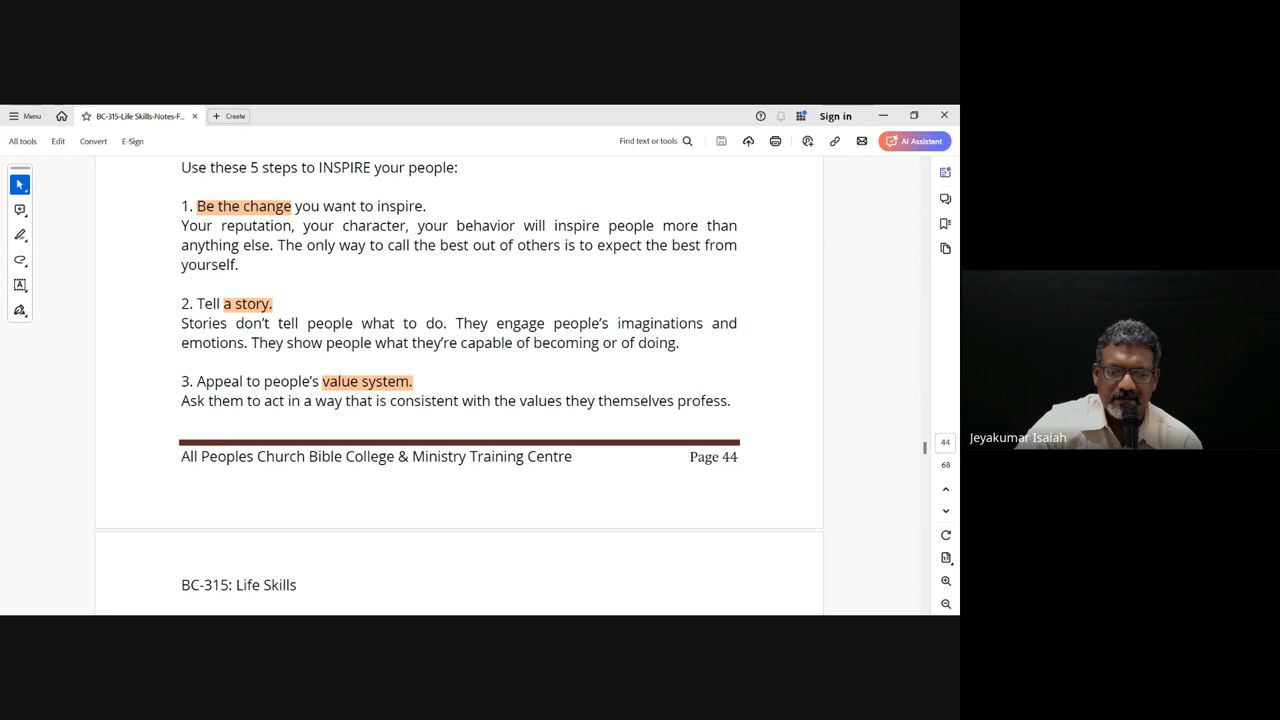 Menu
BC-315-Life Skills-Notes-F...
Create
Sign in
All tools
Edit
Convert
E-Sign
Find text or tools
AI Assistant
Use these 5 steps to INSPIRE your people:
1. Be the change you want to inspire.
Your reputation, your character, your behavior will inspire people more than
anything else. The only way to call the best out of others is to expect the best from
yourself.
2. Tell a story.
Stories don't tell people what to do. They engage people's imaginations and
emotions. They show people what they're capable of becoming or of doing.
3. Appeal to people's value system.
Ask them to act in a way that is consistent with the values they themselves profess.
All Peoples Church Bible College & Ministry Training Centre Page 44
BC-315: Life Skills
44
68
Jeyakumar Isaiah